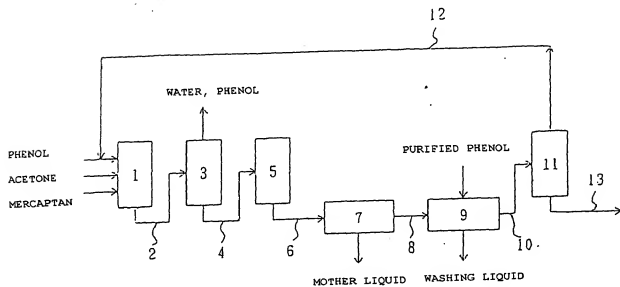 12
WATER, PHENOL
PHENOL
ACETONE
MERCAPTAN
1
3
5
PURIFIED PHENOL
11
13
7
9
2
4
6
8
10
MOTHER LIQUID
WASHING LIQUID